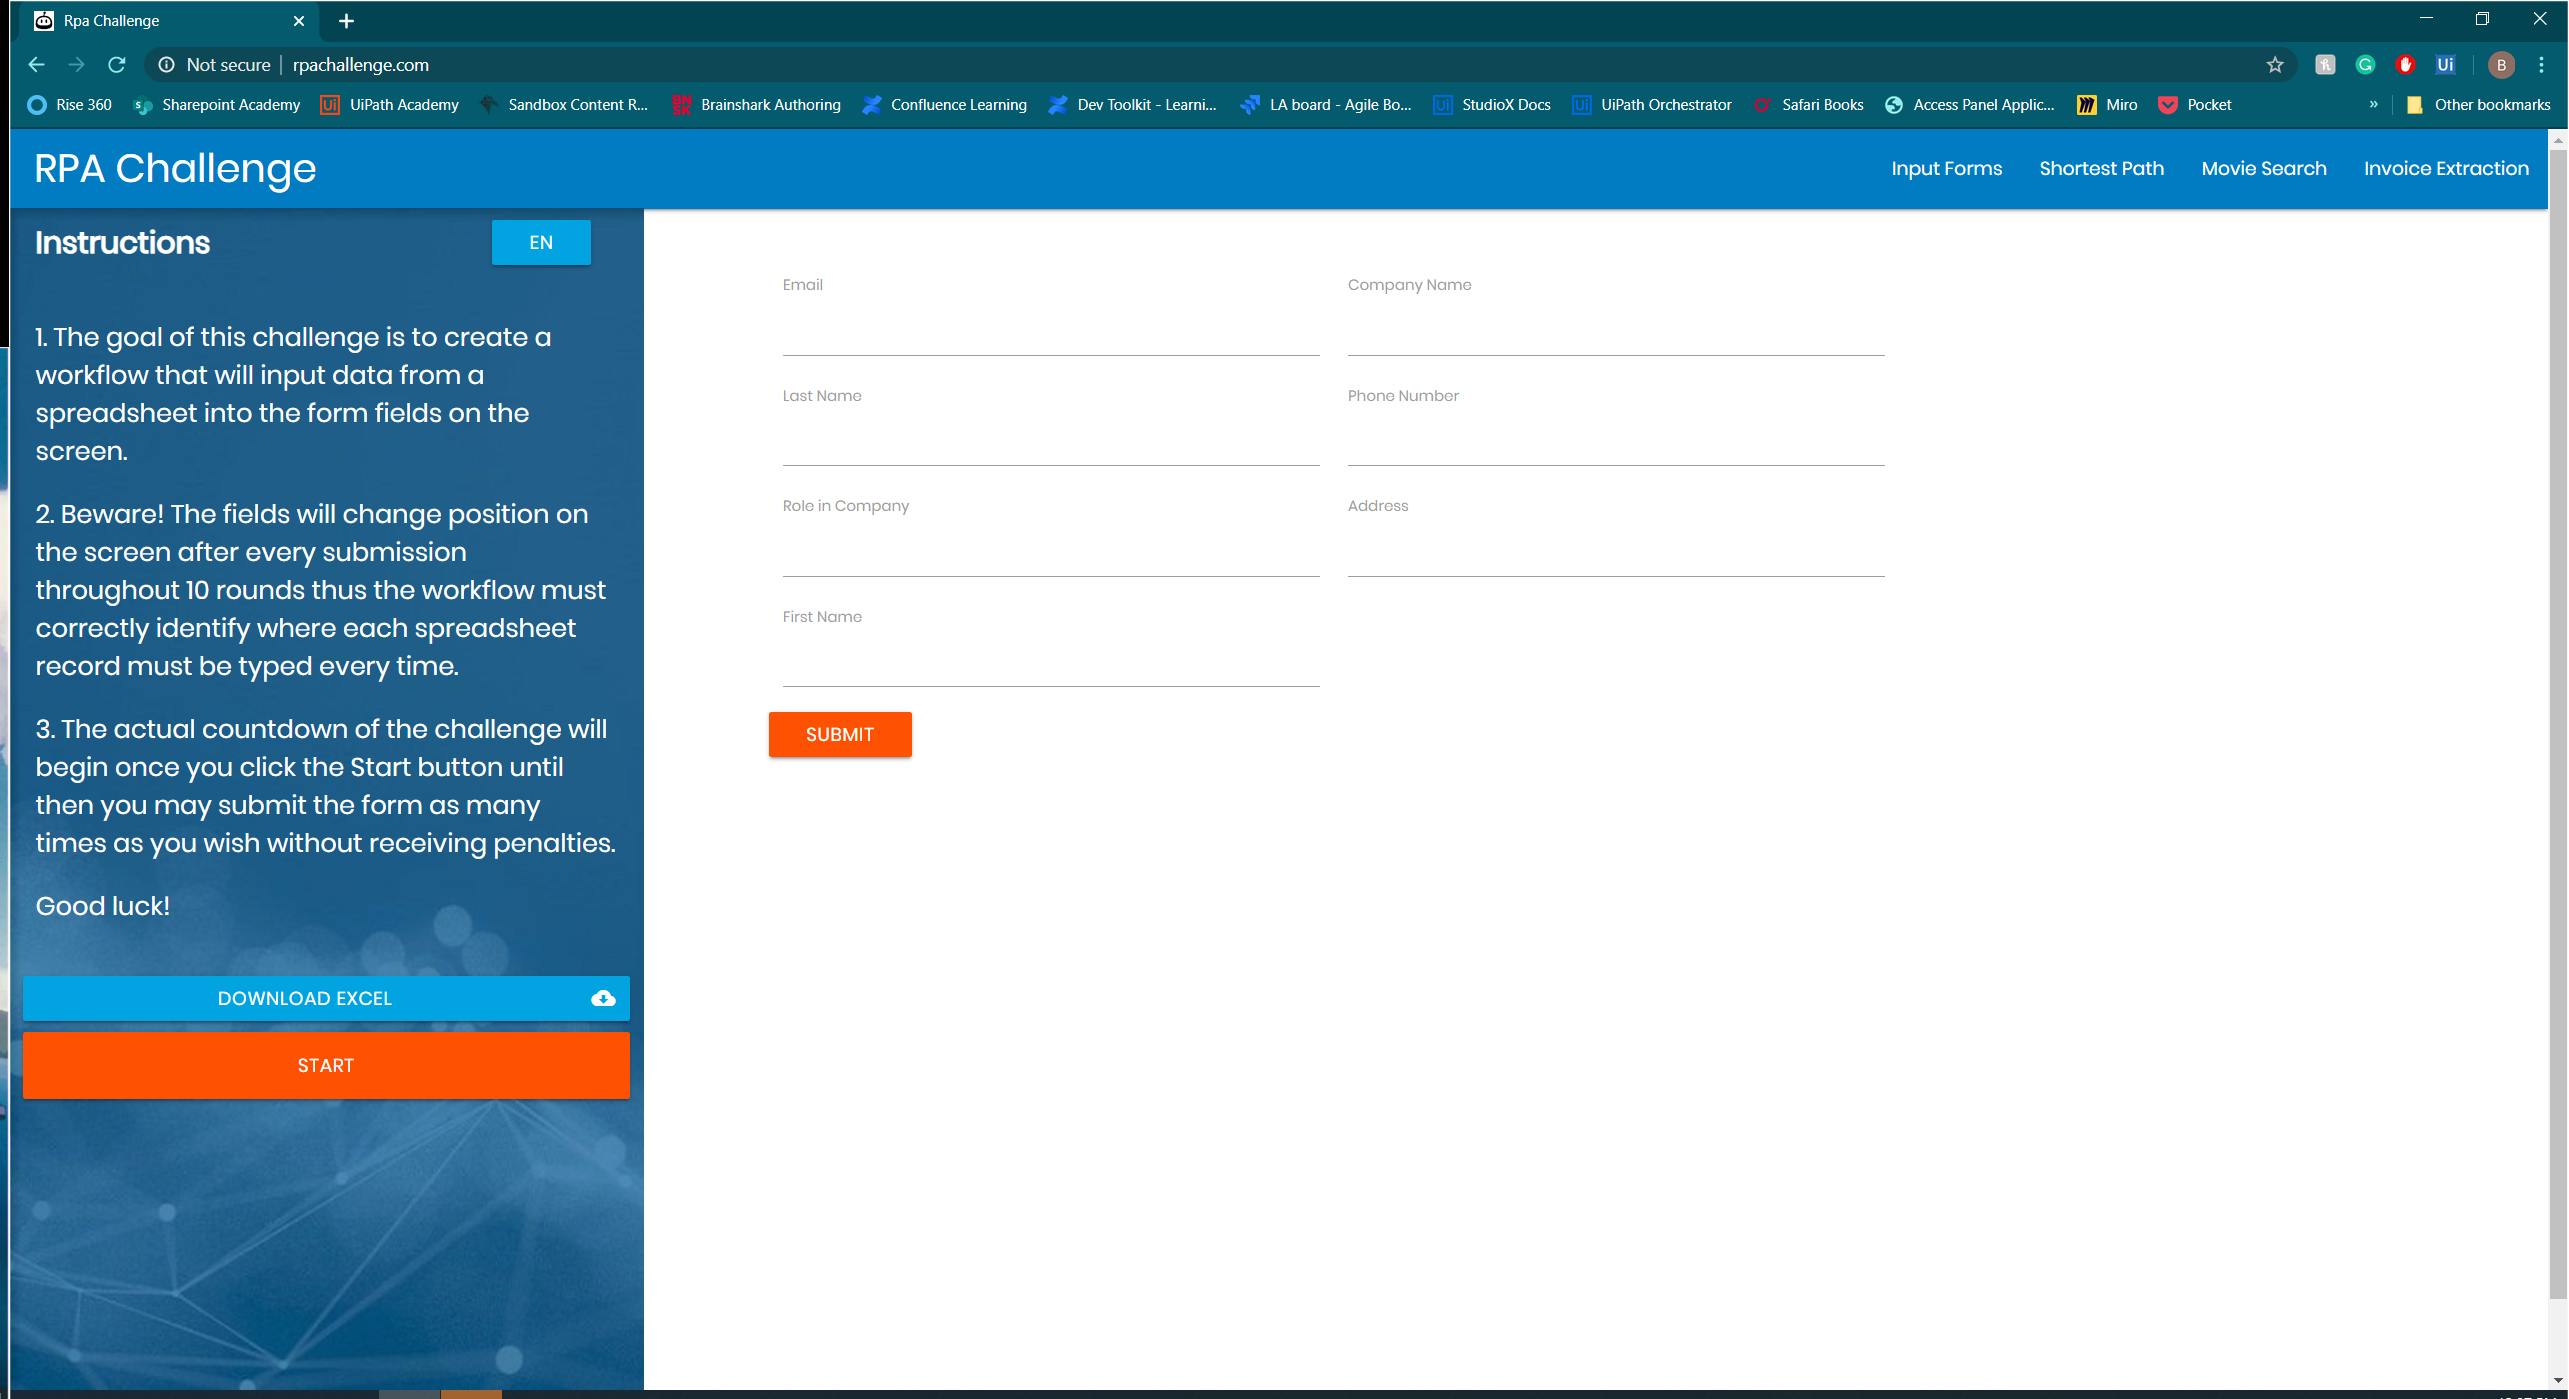 Rpa Challenge
Not secure | rpachallenge.com
B
Rise 360 Sharepoint Academy UiPath Academy Sandbox Content R... Brainshark Authoring Confluence Learning Dev Toolkit - Learni... LA board - Agile Bo... StudioX Docs UiPath Orchestrator Safari Books Access Panel Applic... Miro Pocket » Other bookmarks
RPA Challenge Input Forms Shortest Path Movie Search Invoice Extraction
Instructions EN
1. The goal of this challenge is to create a
workflow that will input data from a
spreadsheet into the form fields on the
screen.
2. Beware! The fields will change position on
the screen after every submission
throughout 10 rounds thus the workflow must
correctly identify where each spreadsheet
record must be typed every time.
3. The actual countdown of the challenge will
begin once you click the Start button until
then you may submit the form as many
times as you wish without receiving penalties.
Good luck!
DOWNLOAD EXCEL
START
Email Company Name
Last Name Phone Number
Role in Company Address
First Name
SUBMIT